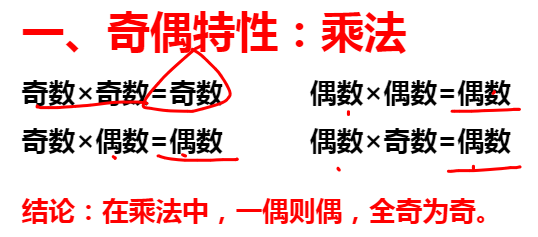 一、奇偶特性：乘法
奇数×奇数=奇数 偶数×偶数=偶数
奇数×偶数=偶数 偶数×奇数=偶数
结论：在乘法中，一偶则偶，全奇为奇。